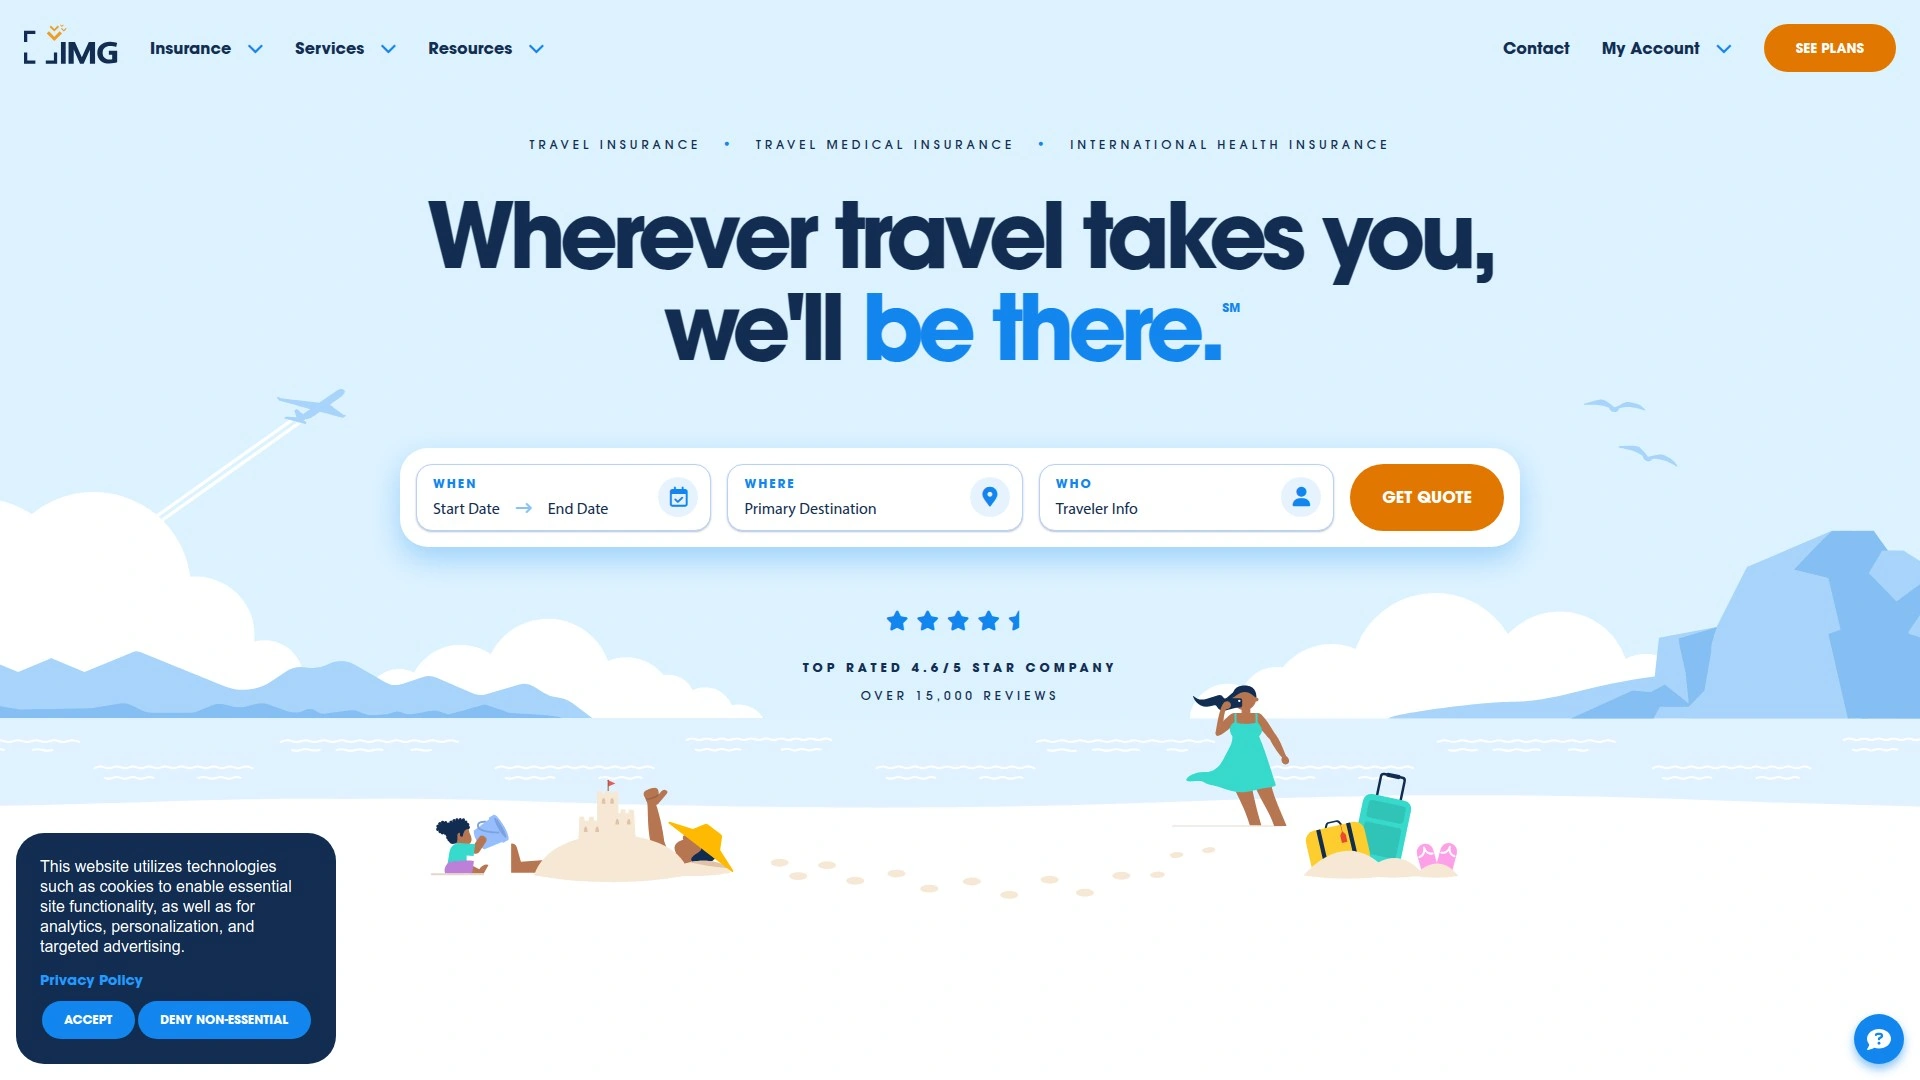 IMG
Insurance
Services
Resources
Contact
My Account
SEE PLANS
TRAVEL INSURANCE • TRAVEL MEDICAL INSURANCE • INTERNATIONAL HEALTH INSURANCE
Wherever travel takes you,
we'll be there.SM
WHEN
Start Date → End Date
WHERE
Primary Destination
WHO
Traveler Info
GET QUOTE
TOP RATED 4.6/5 STAR COMPANY
OVER 15,000 REVIEWS
This website utilizes technologies
such as cookies to enable essential
site functionality, as well as for
analytics, personalization, and
targeted advertising.
Privacy Policy
ACCEPT
DENY NON-ESSENTIAL
?